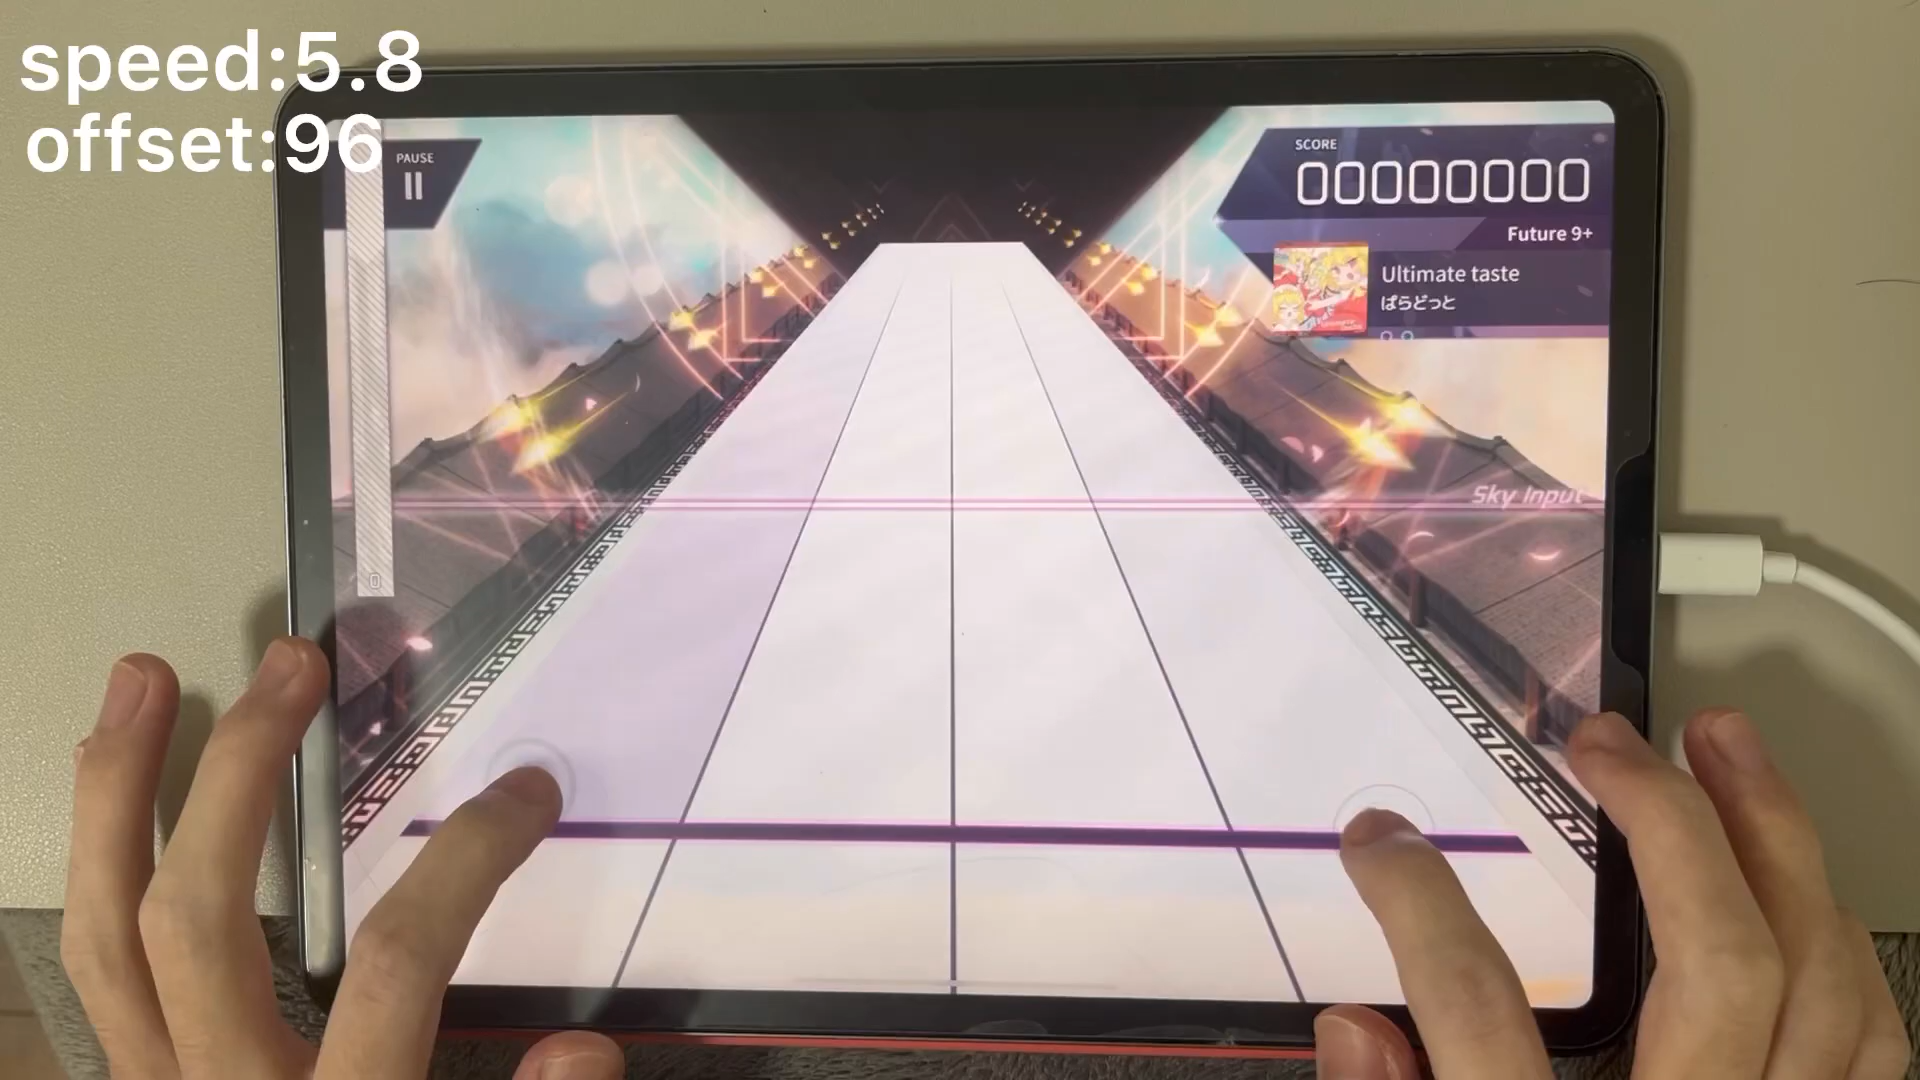 speed:5.8
offset:96
PAUSE
SCORE
00000000
Future 9+
Ultimate taste
ぱらどっと
Sky Input
0